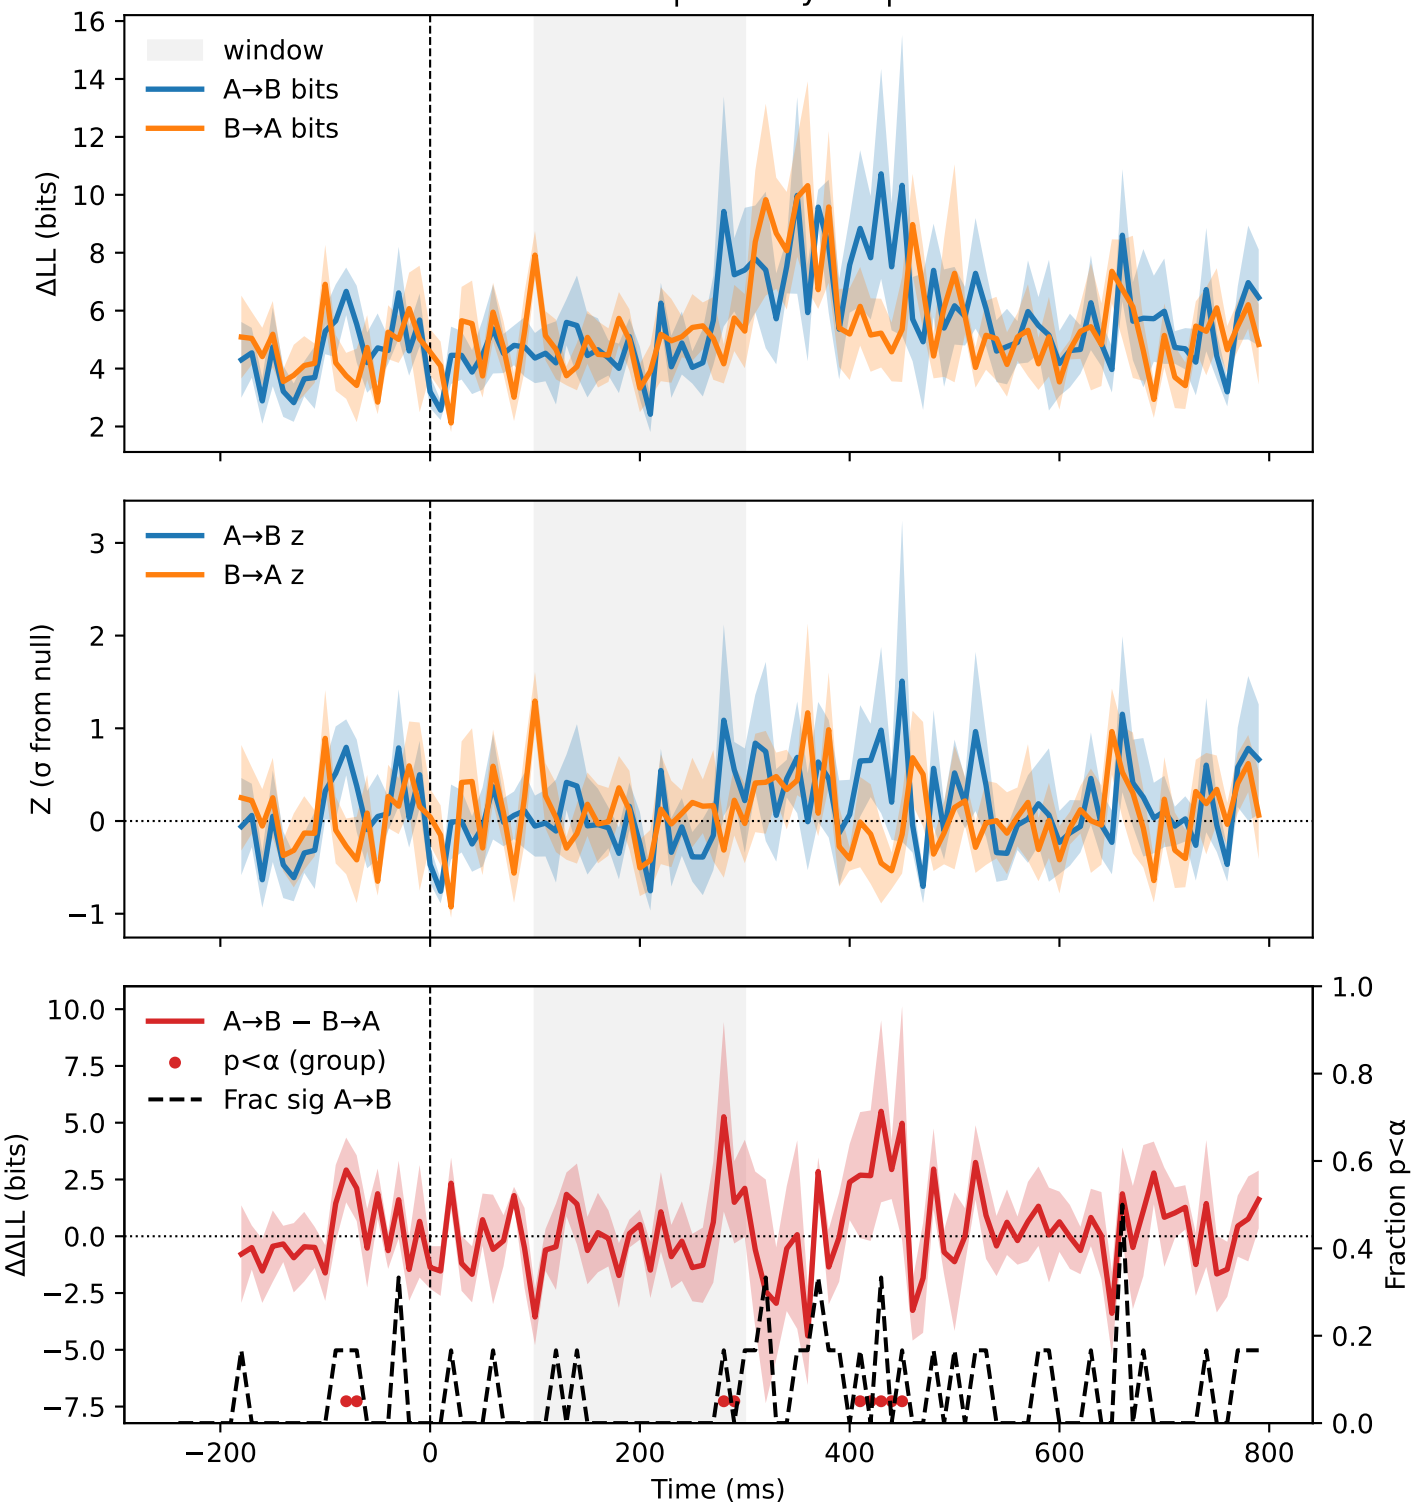 16
14
12
10
8
6
4
2
ΔLL (bits)
window
A→B bits
B→A bits
3
2
1
0
−1
Z (σ from null)
A→B z
B→A z
10.0
7.5
5.0
2.5
0.0
−2.5
−5.0
−7.5
ΔΔLL (bits)
A→B − B→A
p<α (group)
Frac sig A→B
1.0
0.8
0.6
0.4
0.2
0.0
Fraction p<α
−200 0 200 400 600 800
Time (ms)